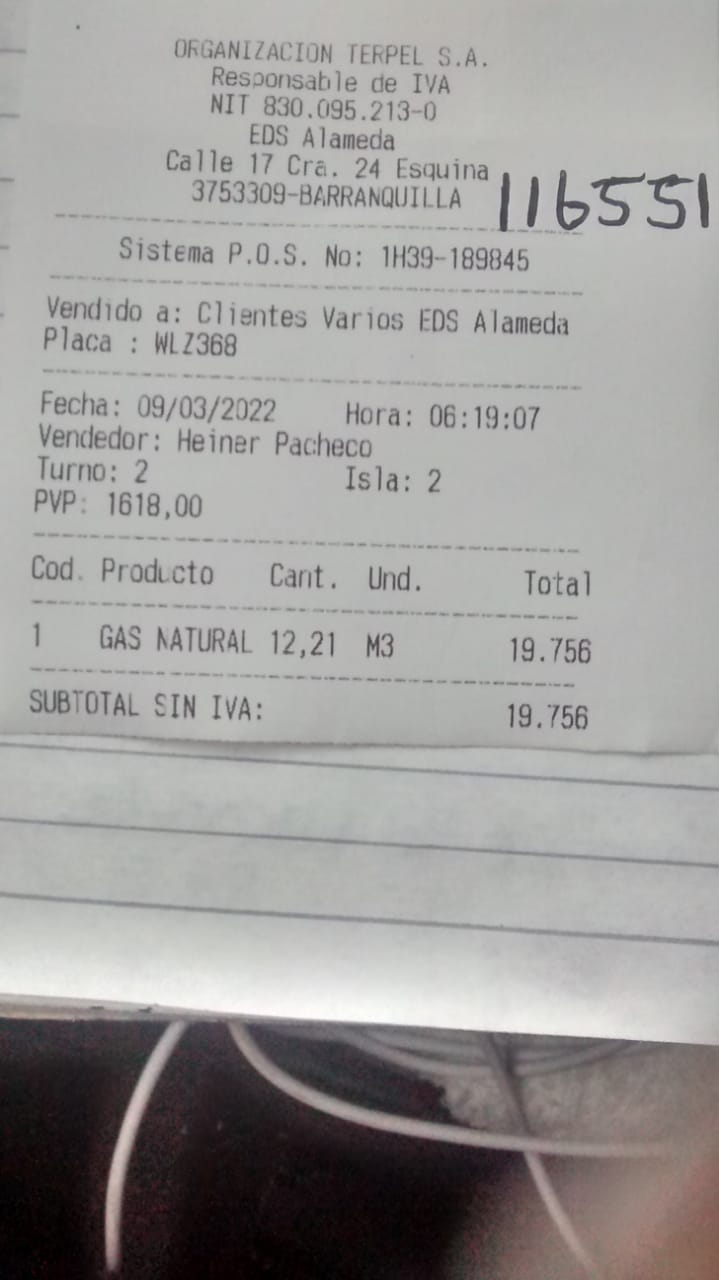 ORGANIZACION TERPEL S.A.
Responsable de IVA
NIT 830.095.213-0
EDS Alameda
Calle 17 Cra. 24 Esquina
3753309-BARRANQUILLA
116551
Sistema P.O.S. No: 1H39-189845
Vendido a: Clientes Varios EDS Alameda
Placa : WLZ368
Fecha: 09/03/2022 Hora: 06:19:07
Vendedor: Heiner Pacheco
Turno: 2 Isla: 2
PVP: 1618,00
Cod. Producto Cant. Und. Total
1 GAS NATURAL 12,21 M3 19.756
SUBTOTAL SIN IVA: 19.756